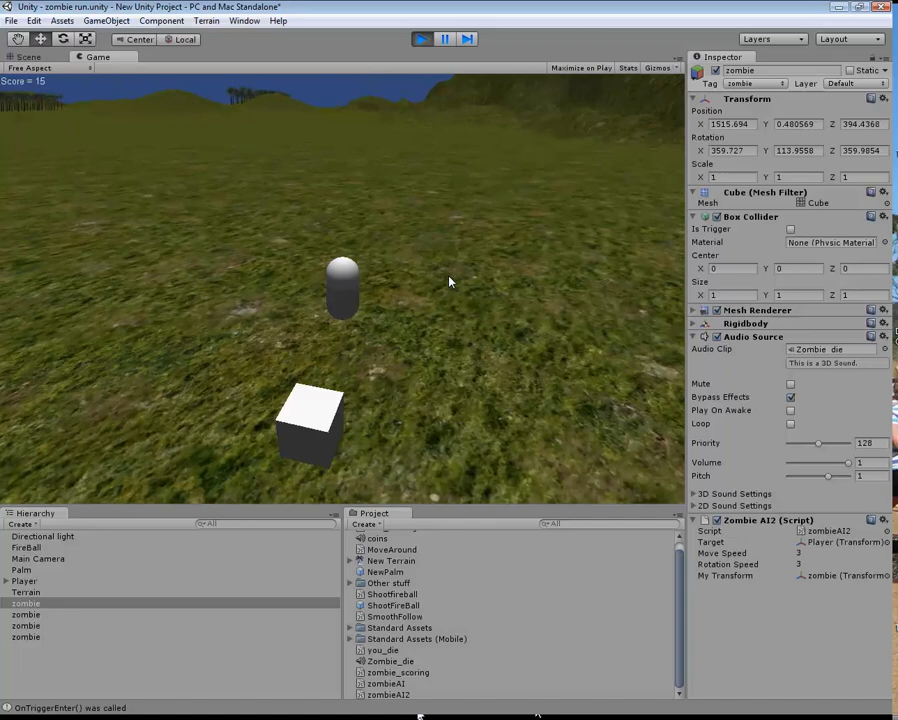 Unity - zombie run.unity - New Unity Project - PC and Mac Standalone*
File Edit Assets GameObject Component Terrain Window Help
Center Local Layers Layout
Scene Game
Free Aspect Maximize on Play Stats Gizmos
Score = 15
Inspector
zombie Static
Tag zombie Layer Default
Transform
Position
X 1515.694 Y 0.480569 Z 394.4368
Rotation
X 359.727 Y 113.9558 Z 359.9854
Scale
X 1 Y 1 Z 1
Cube (Mesh Filter)
Mesh Cube
Box Collider
Is Trigger
Material None (Physic Material
Center
X 0 Y 0 Z 0
Size
X 1 Y 1 Z 1
Mesh Renderer
Rigidbody
Audio Source
Audio Clip Zombie_die
This is a 3D Sound.
Mute
Bypass Effects
Play On Awake
Loop
Priority 128
Volume 1
Pitch 1
3D Sound Settings
2D Sound Settings
Zombie AI2 (Script)
Script zombieAI2
Target Player (Transform)
Move Speed 3
Rotation Speed 3
My Transform zombie (Transform
Hierarchy
Create All
Directional light
FireBall
Main Camera
Palm
Player
Terrain
zombie
zombie
zombie
zombie
Project
Create All
coins
MoveAround
New Terrain
NewPalm
Other stuff
Shootfireball
ShootFireBall
SmoothFollow
Standard Assets
Standard Assets (Mobile)
you_die
Zombie_die
zombie_scoring
zombieAI
zombieAI2
OnTriggerEnter() was called